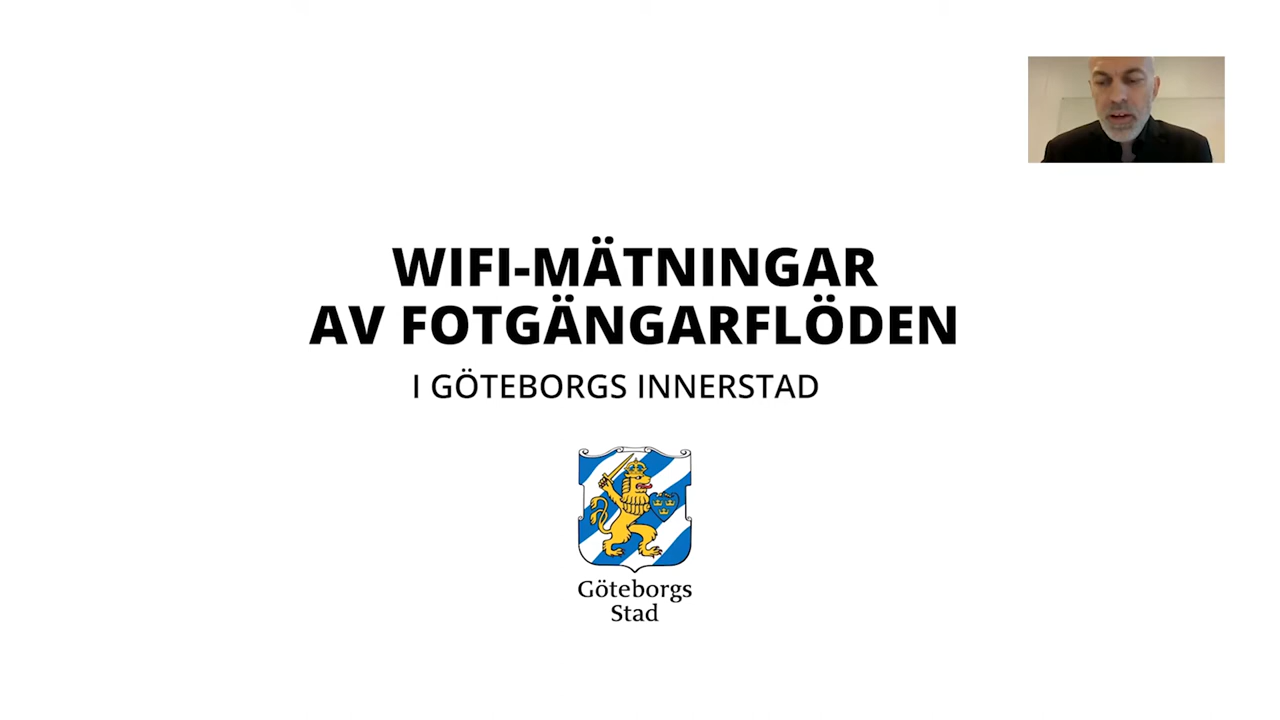 WIFI-MÄTNINGAR
AV FOTGÄNGARFLÖDEN
I GÖTEBORGS INNERSTAD
Göteborgs
Stad